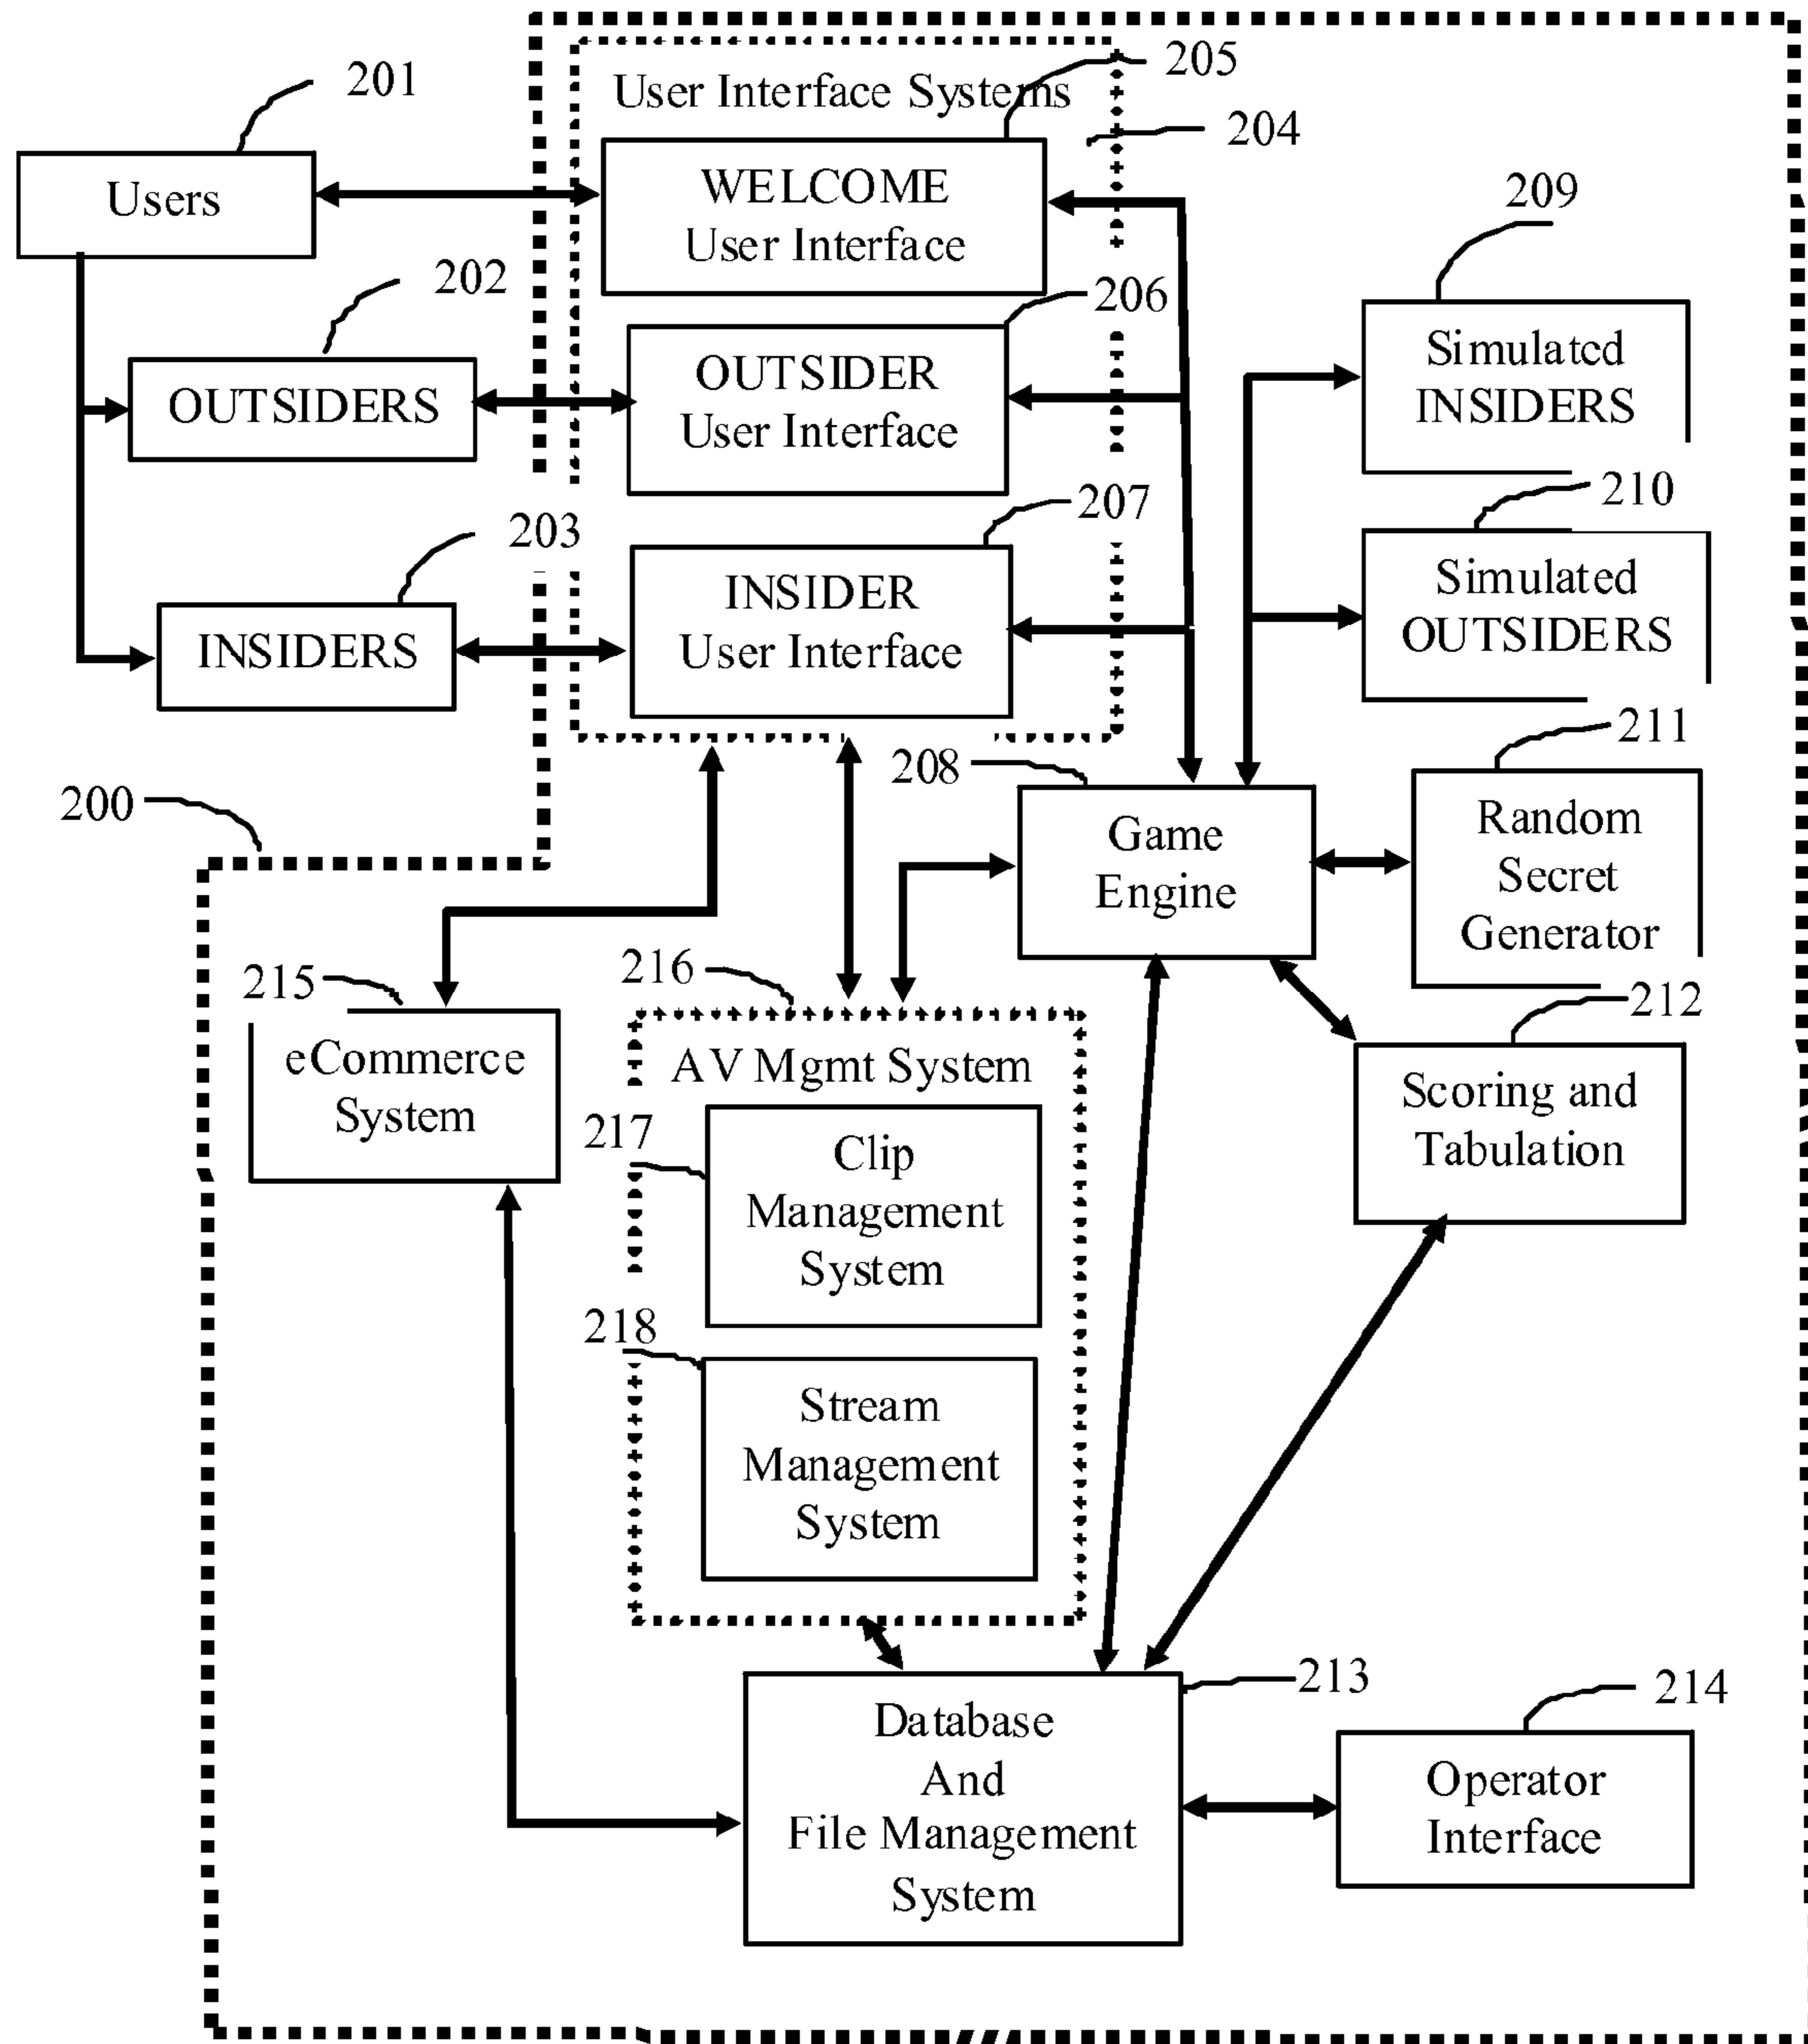 201
User Interface Systems
205
204
Users
WELCOME
User Interface
209
202
206
OUTSIDERS
OUTSIDER
User Interface
Simulated
INSIDERS
203
207
210
INSIDERS
INSIDER
User Interface
Simulated
OUTSIDERS
200
208
211
Game
Engine
Random
Secret
Generator
215
216
212
eCommerce
System
AV Mgmt System
Scoring and
Tabulation
217
Clip
Management
System
218
Stream
Management
System
213
214
Database
And
File Management
System
Operator
Interface